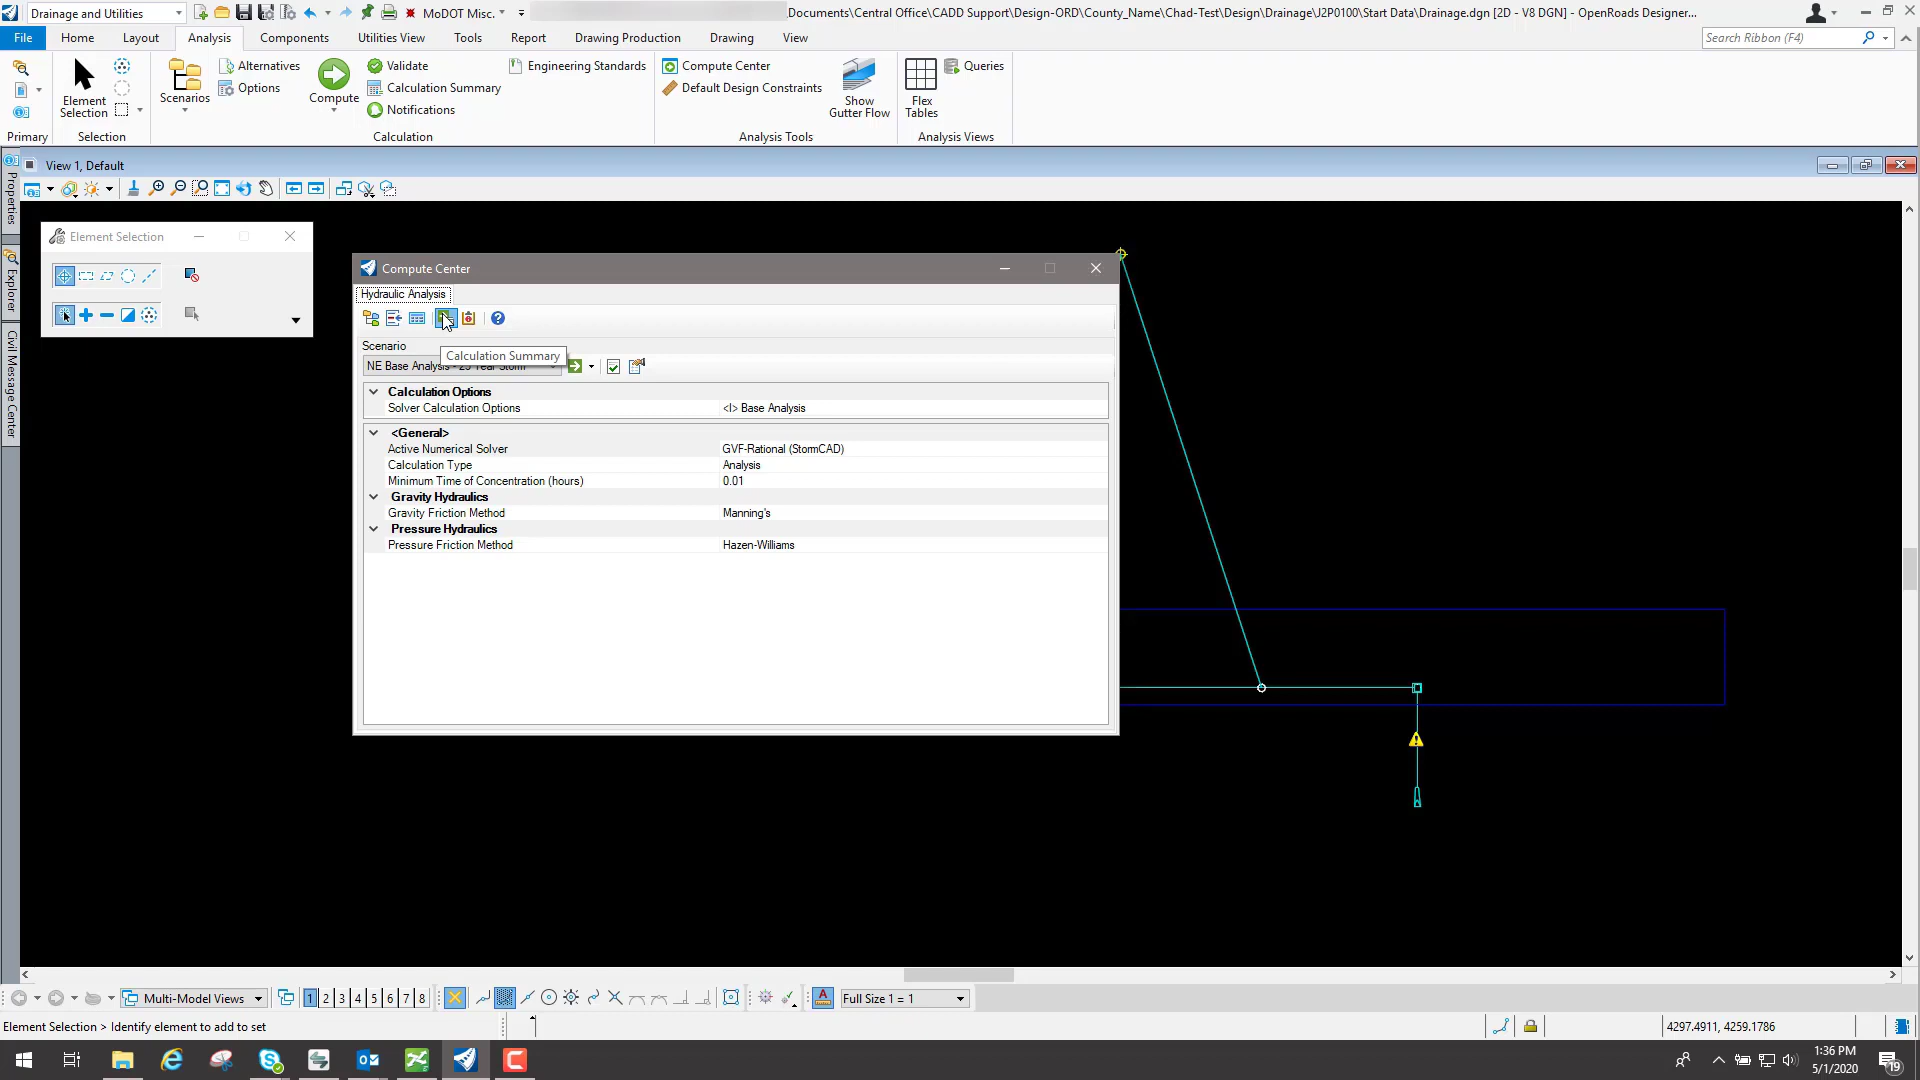 Drainage and Utilities
MoDOT Misc.
.Documents\Central Office\CADD Support\Design-ORD\County_Name\Chad-Test\Design\Drainage\J2P0100\Start Data\Drainage.dgn [2D - V8 DGN] - OpenRoads Designer...
File Home Layout Analysis Components Utilities View Tools Report Drawing Production Drawing View
Search Ribbon (F4)
Element Selection
Scenarios
Alternatives
Options
Compute
Validate
Calculation Summary
Notifications
Engineering Standards
Compute Center
Default Design Constraints
Show Gutter Flow
Flex Tables
Queries
Primary Selection Calculation Analysis Tools Analysis Views
View 1, Default
Properties
Explorer
Civil Message Center
Element Selection
Compute Center
Hydraulic Analysis
Scenario
Calculation Summary
NE Base Analysis - 25 Year Storm
Calculation Options
Solver Calculation Options <I> Base Analysis
<General>
Active Numerical Solver GVF-Rational (StormCAD)
Calculation Type Analysis
Minimum Time of Concentration (hours) 0.01
Gravity Hydraulics
Gravity Friction Method Manning's
Pressure Hydraulics
Pressure Friction Method Hazen-Williams
Multi-Model Views 1 2 3 4 5 6 7 8
Full Size 1 = 1
Element Selection > Identify element to add to set
4297.4911, 4259.1786
1:36 PM
5/1/2020
19